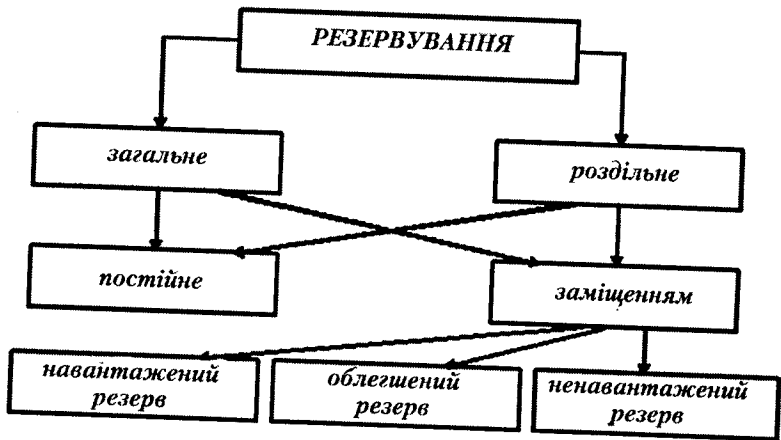 РЕЗЕРВУВАННЯ
загальне
роздільне
постійне
заміщенням
навантажений
резерв
облегшений
резерв
ненавантажений
резерв